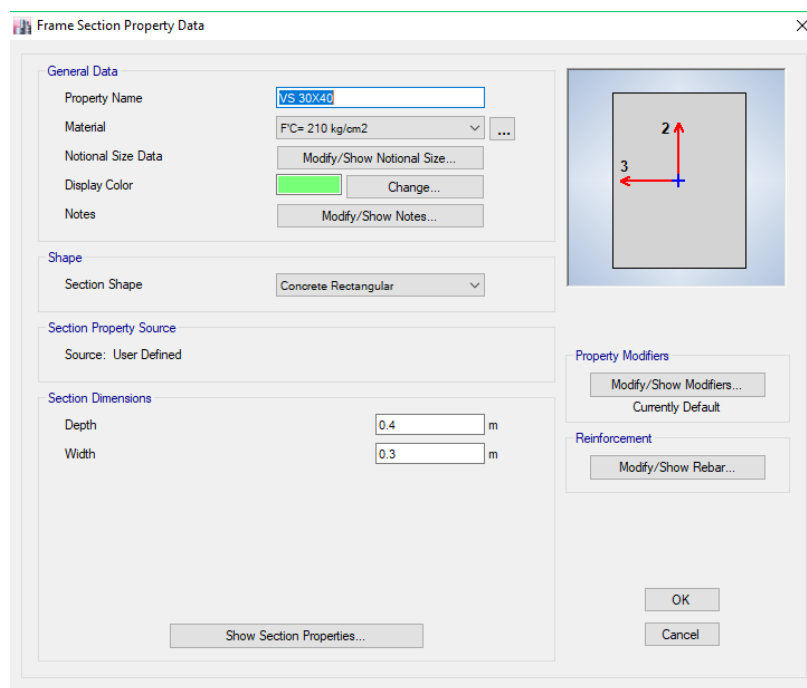 Frame Section Property Data
General Data
Property Name VS 30X40
Material F'C= 210 kg/cm2 ...
Notional Size Data Modify/Show Notional Size...
Display Color Change...
Notes Modify/Show Notes...
2
3
Shape
Section Shape Concrete Rectangular
Section Property Source
Source: User Defined
Property Modifiers
Modify/Show Modifiers...
Currently Default
Section Dimensions
Depth 0.4 m
Width 0.3 m
Reinforcement
Modify/Show Rebar...
Show Section Properties...
OK
Cancel